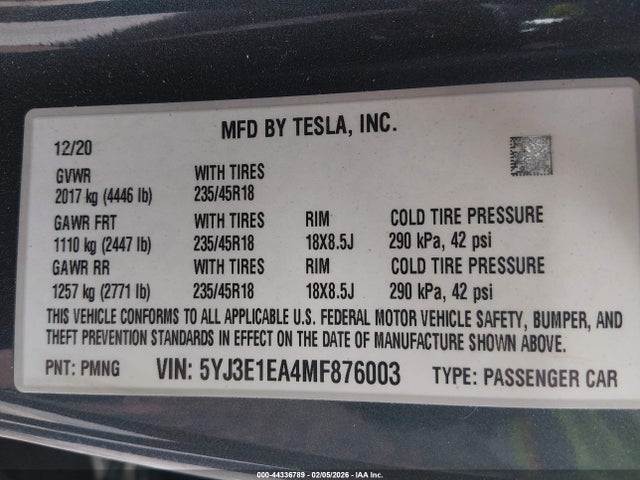 MFD BY TESLA, INC.
12/20
GVWR WITH TIRES
2017 kg (4446 lb) 235/45R18
GAWR FRT WITH TIRES RIM COLD TIRE PRESSURE
1110 kg (2447 lb) 235/45R18 18X8.5J 290 kPa, 42 psi
GAWR RR WITH TIRES RIM COLD TIRE PRESSURE
1257 kg (2771 lb) 235/45R18 18X8.5J 290 kPa, 42 psi
THIS VEHICLE CONFORMS TO ALL APPLICABLE U.S. FEDERAL MOTOR VEHICLE SAFETY, BUMPER, AND
THEFT PREVENTION STANDARDS IN EFFECT ON THE DATE OF MANUFACTURE SHOWN ABOVE.
PNT: PMNG VIN: 5YJ3E1EA4MF876003 TYPE: PASSENGER CAR
000-44336789 - 02/05/2026 - IAA Inc.